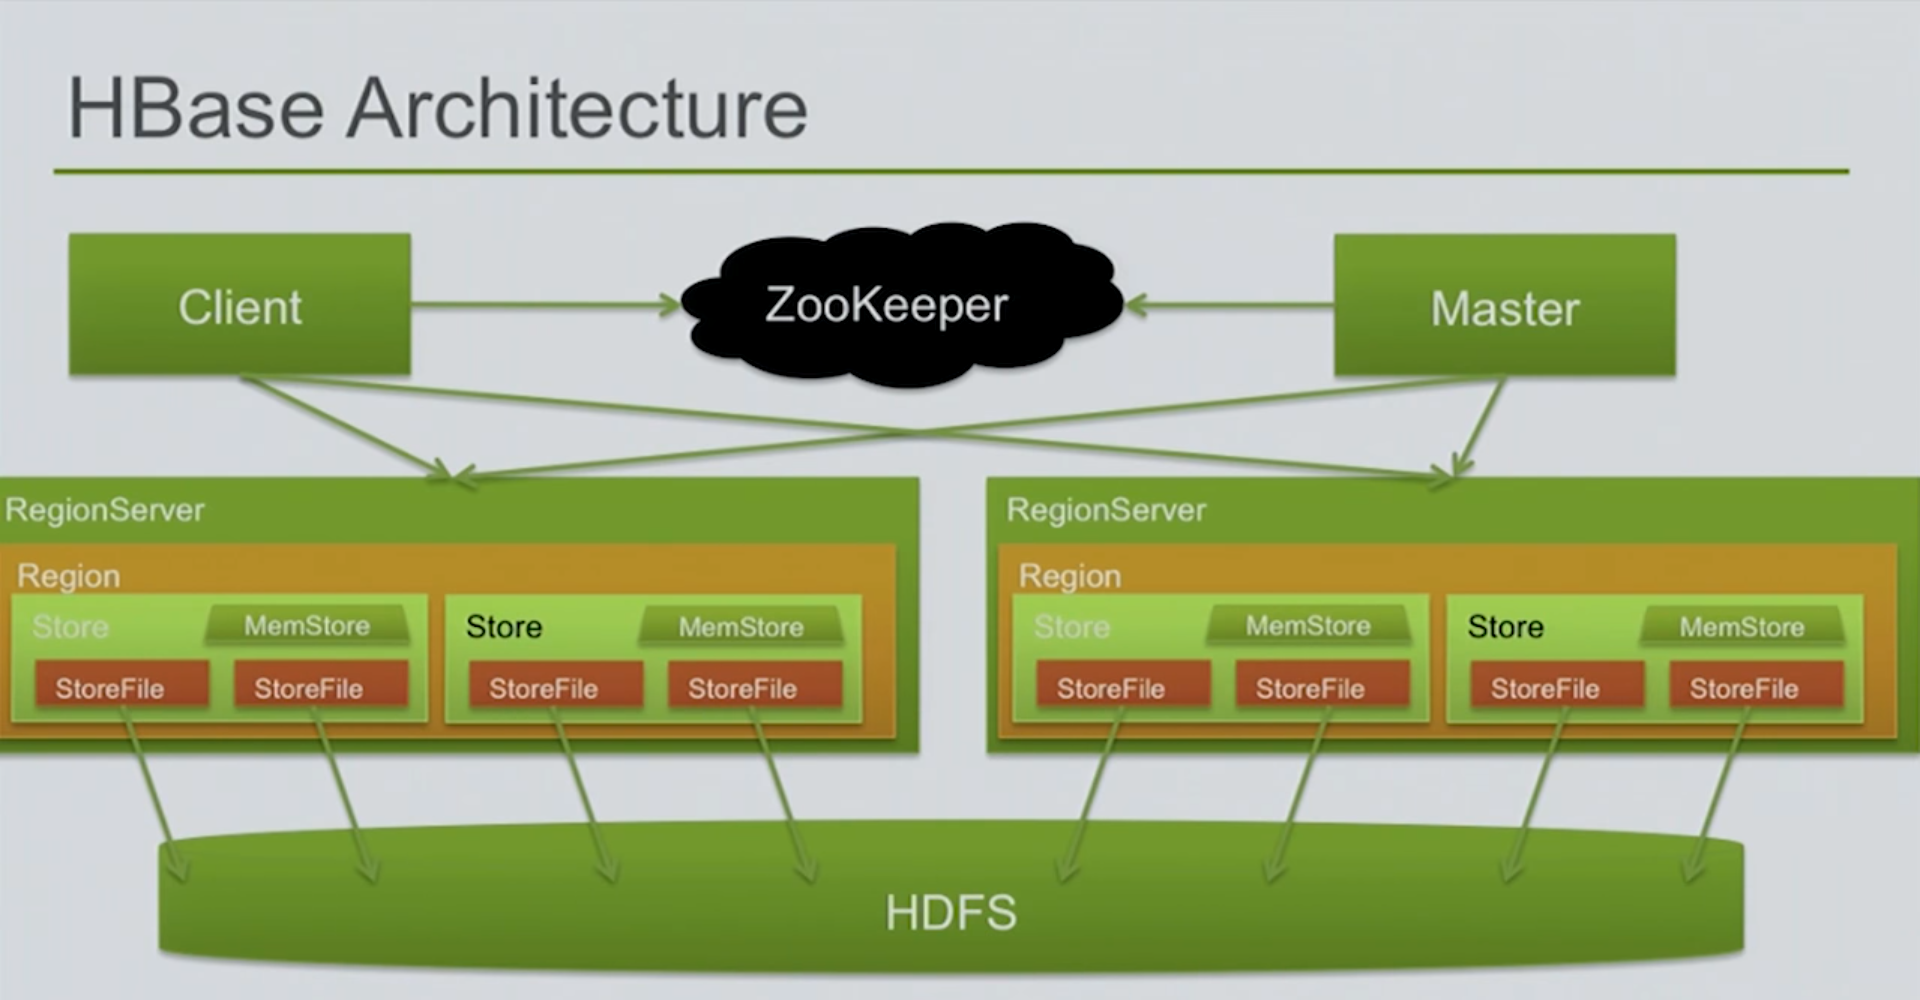 HBase Architecture
Client
ZooKeeper
Master
RegionServer
Region
Store
MemStore
StoreFile
StoreFile
Store
MemStore
StoreFile
StoreFile
RegionServer
Region
Store
MemStore
StoreFile
StoreFile
Store
MemStore
StoreFile
StoreFile
HDFS